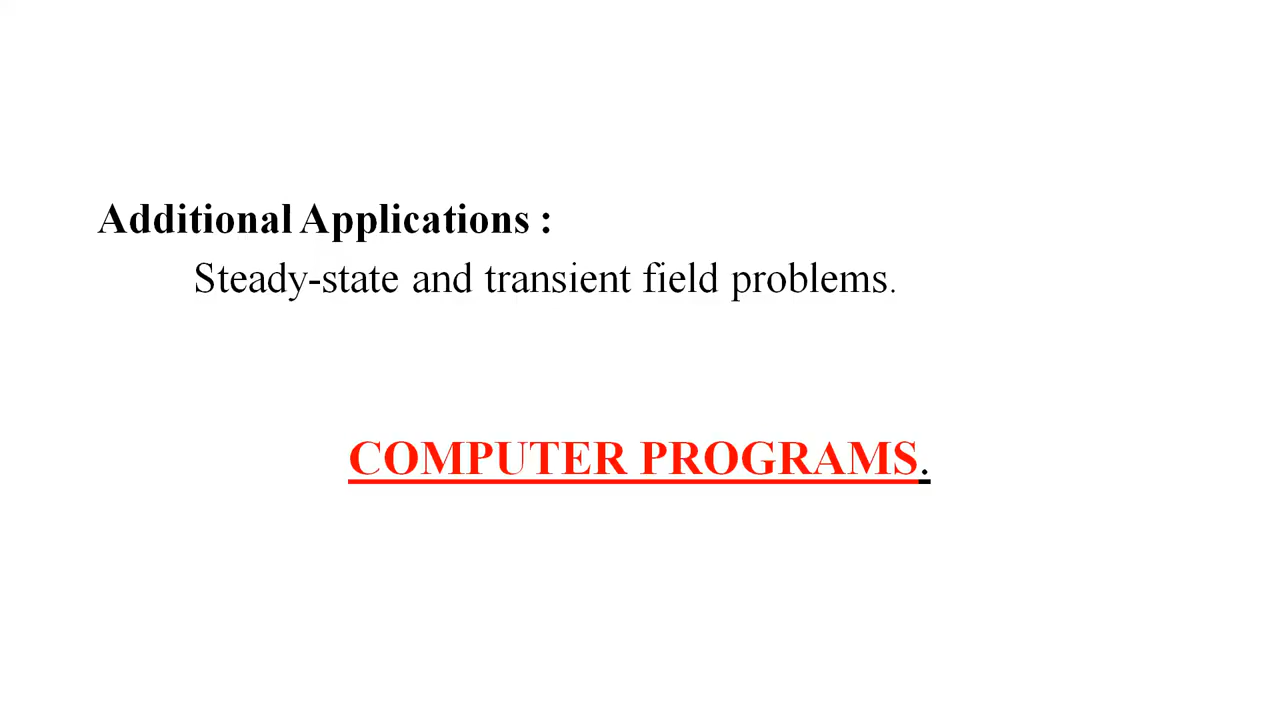 Additional Applications :
Steady-state and transient field problems.
COMPUTER PROGRAMS.